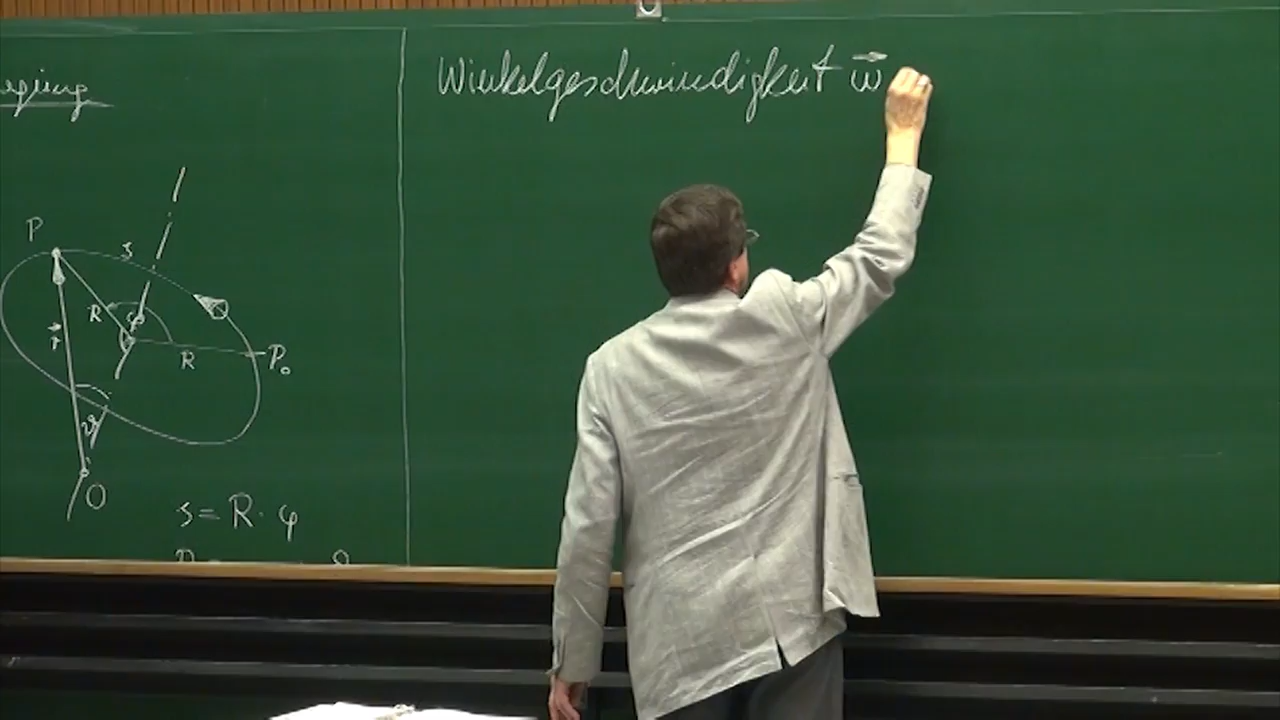 Winkelgeschwindigkeit ω⃗
P
s
R
φ
r⃗
R
P₀
ϑ
O
s = R · φ